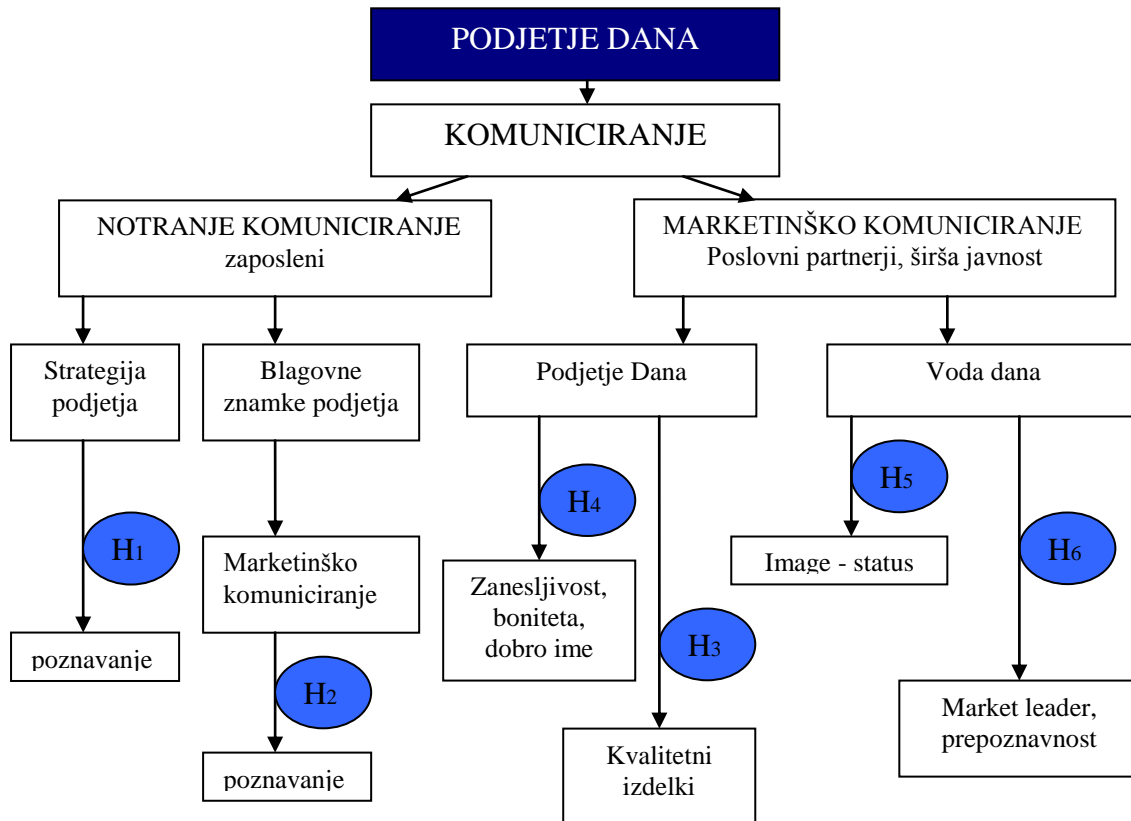 PODJETJE DANA
KOMUNICIRANJE
NOTRANJE KOMUNICIRANJE
zaposleni
MARKETINŠKO KOMUNICIRANJE
Poslovni partnerji, širša javnost
Strategija
podjetja
Blagovne
znamke podjetja
Podjetje Dana
Voda dana
H1
H4
H5
Marketinško
komuniciranje
Zanesljivost,
boniteta,
dobro ime
Image - status
H6
H3
poznavanje
H2
poznavanje
Kvalitetni
izdelki
Market leader,
prepoznavnost